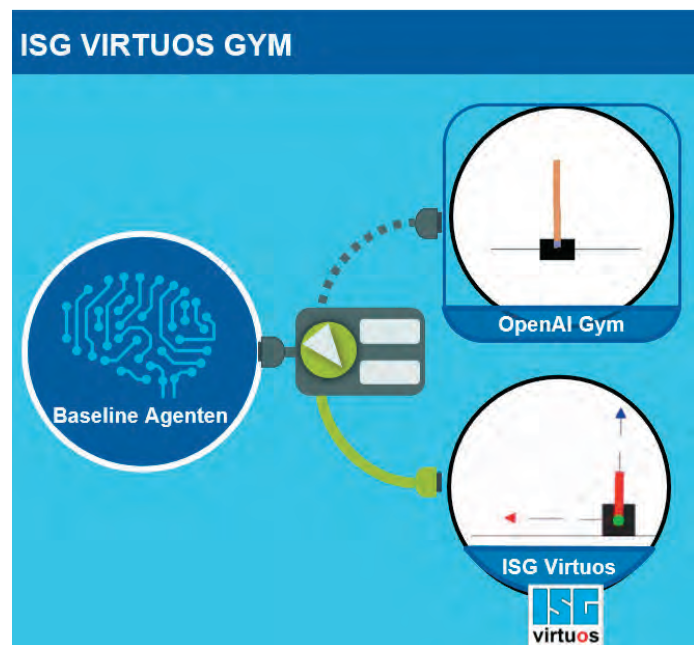 ISG VIRTUOS GYM
OpenAI Gym
Baseline Agenten
ISG Virtuos
ISG
virtuos